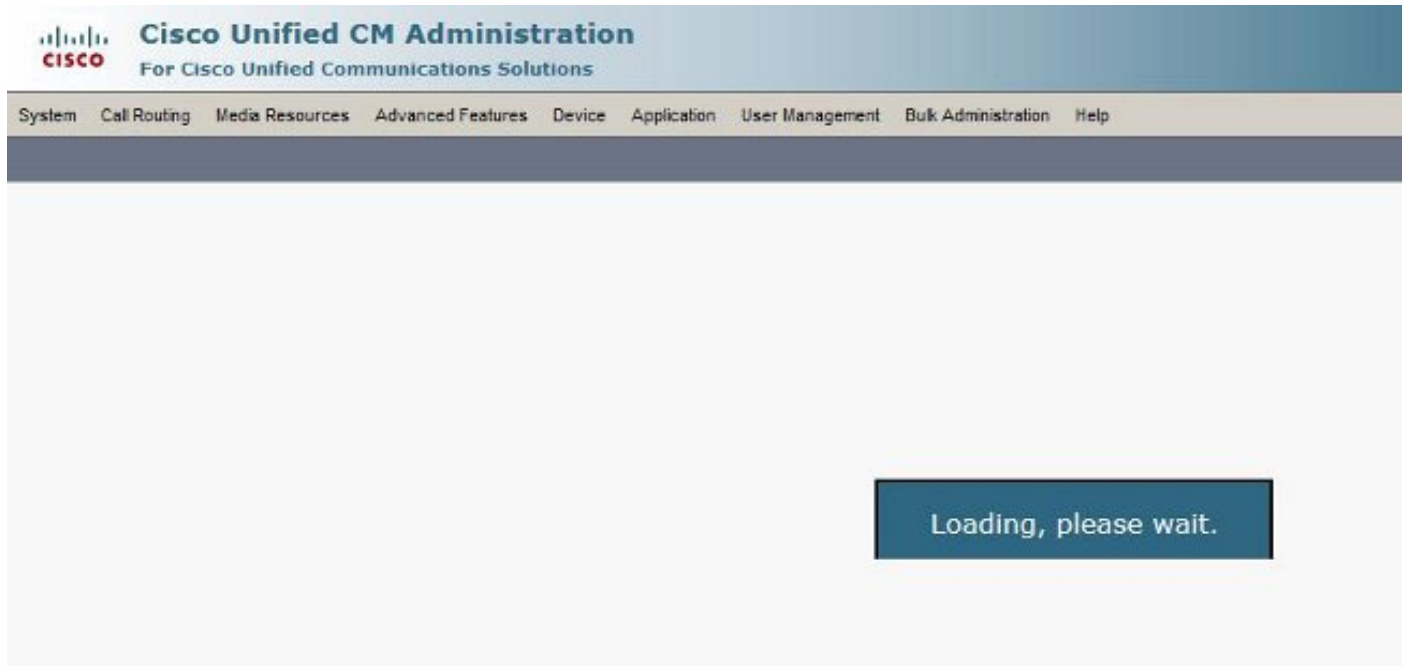 CISCO
Cisco Unified CM Administration
For Cisco Unified Communications Solutions
System Call Routing Media Resources Advanced Features Device Application User Management Bulk Administration Help
Loading, please wait.